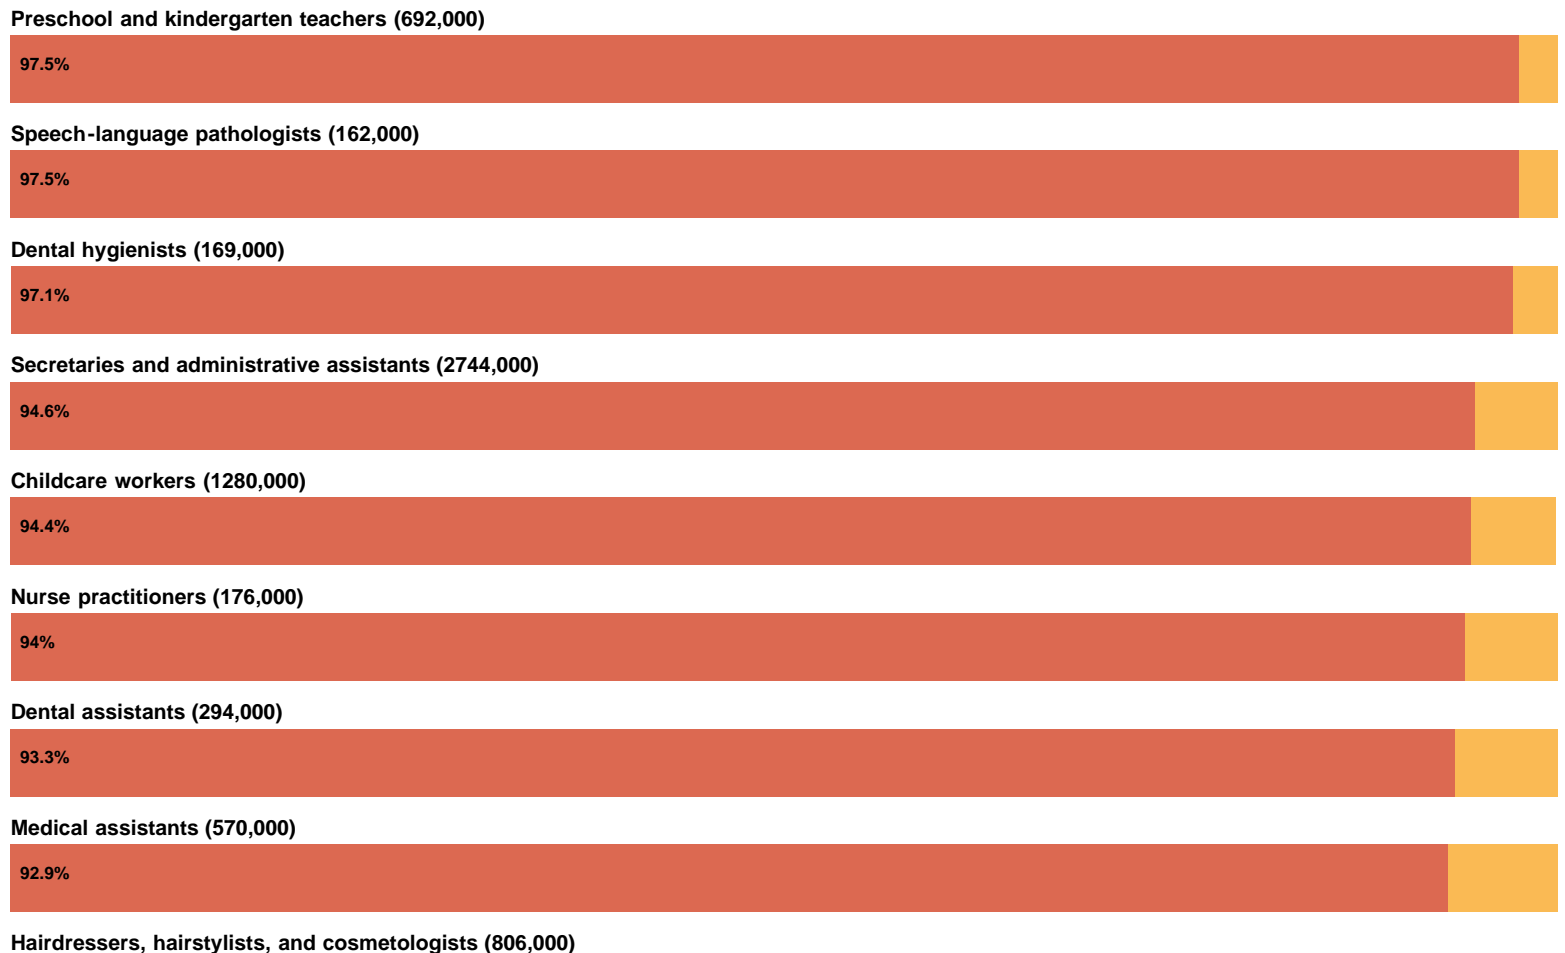 Preschool and kindergarten teachers (692,000)
97.5%
Speech-language pathologists (162,000)
97.5%
Dental hygienists (169,000)
97.1%
Secretaries and administrative assistants (2744,000)
94.6%
Childcare workers (1280,000)
94.4%
Nurse practitioners (176,000)
94%
Dental assistants (294,000)
93.3%
Medical assistants (570,000)
92.9%
Hairdressers, hairstylists, and cosmetologists (806,000)